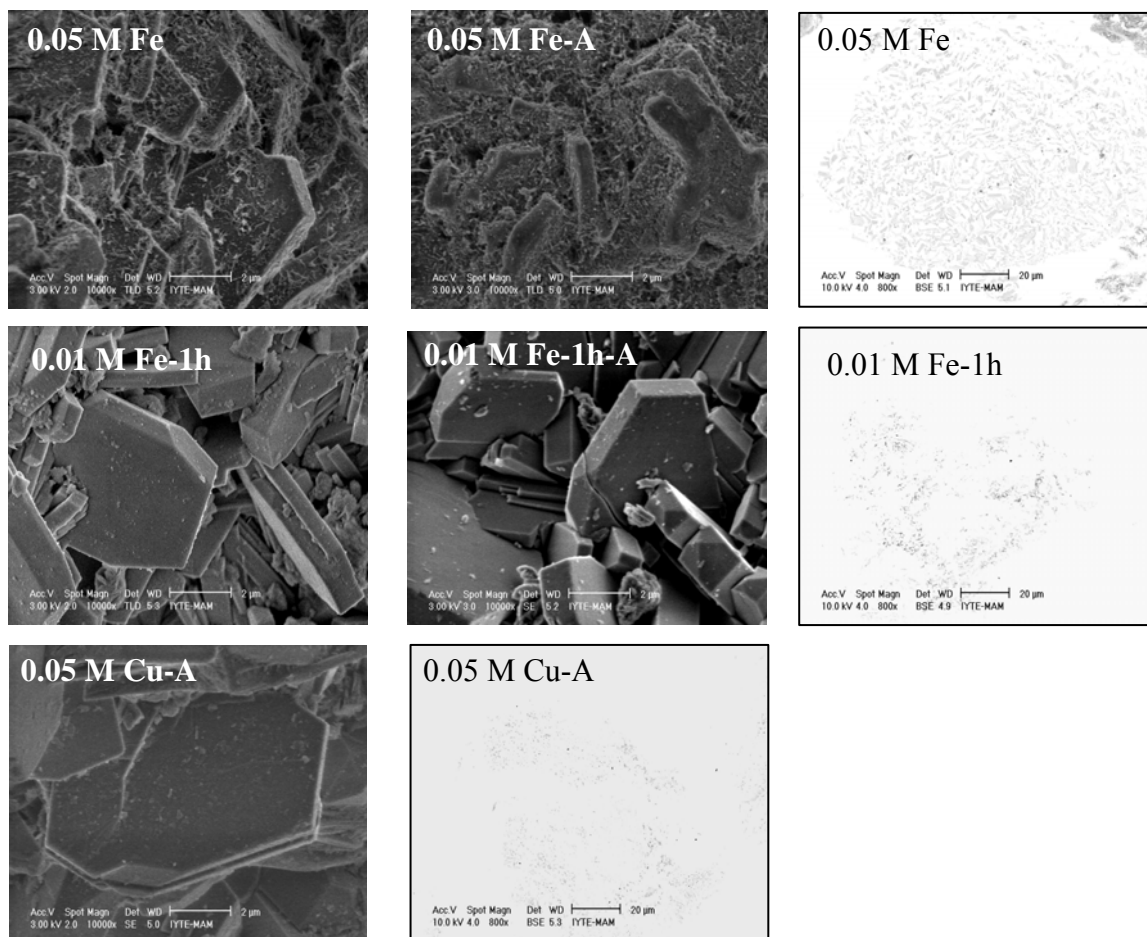 0.05 M Fe
Acc.V Spot Magn Det WD 2 µm
3.00 kV 2.0 10000x TLD 5.2 IYTE-MAM
0.05 M Fe-A
Acc.V Spot Magn Det WD 2 µm
3.00 kV 3.0 10000x TLD 5.0 IYTE-MAM
0.05 M Fe
Acc.V Spot Magn Det WD 20 µm
10.0 kV 4.0 800x BSE 5.1 IYTE-MAM
0.01 M Fe-1h
Acc.V Spot Magn Det WD 2 µm
3.00 kV 2.0 10000x TLD 5.3 IYTE-MAM
0.01 M Fe-1h-A
Acc.V Spot Magn Det WD 2 µm
3.00 kV 3.0 10000x SE 5.2 IYTE-MAM
0.01 M Fe-1h
Acc.V Spot Magn Det WD 20 µm
10.0 kV 4.0 800x BSE 4.9 IYTE-MAM
0.05 M Cu-A
Acc.V Spot Magn Det WD 2 µm
3.00 kV 2.0 10000x SE 5.0 IYTE-MAM
0.05 M Cu-A
Acc.V Spot Magn Det WD 20 µm
10.0 kV 4.0 800x BSE 5.3 IYTE-MAM